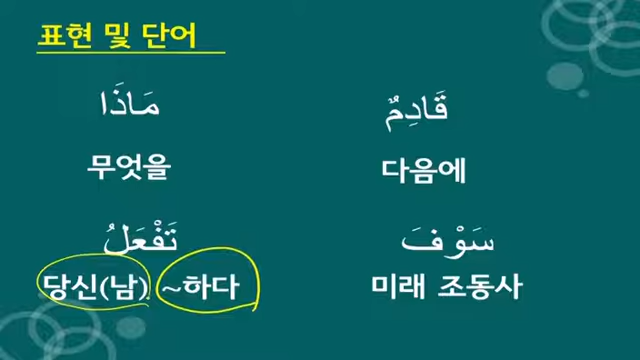 표현 및 단어
مَاذَا
قَادِمٌ
무엇을
다음에
تَفْعَلُ
سَوْفَ
당신(남) ~하다
미래 조동사